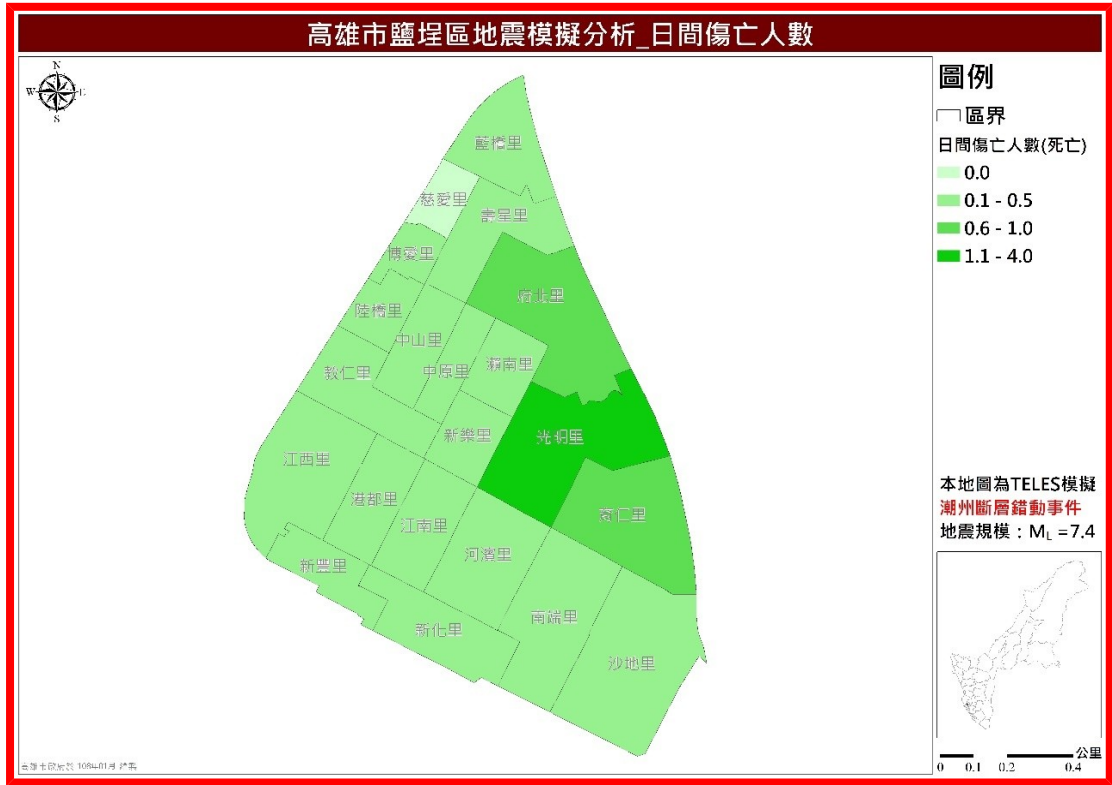 高雄市鹽埕區地震模擬分析_日間傷亡人數
N
W
E
S
圖例
區界
日間傷亡人數(死亡)
0.0
0.1 - 0.5
0.6 - 1.0
1.1 - 4.0
藍橋里
慈愛里
壽星里
博愛里
陸橋里
中山里
中原里
瀨南里
教仁里
新樂里
光明里
江西里
港都里
江南里
河濱里
新豐里
新化里
南端里
沙地里
本地圖為TELES模擬
潮州斷層錯動事件
地震規模：ML =7.4
公里
0 0.1 0.2 0.4